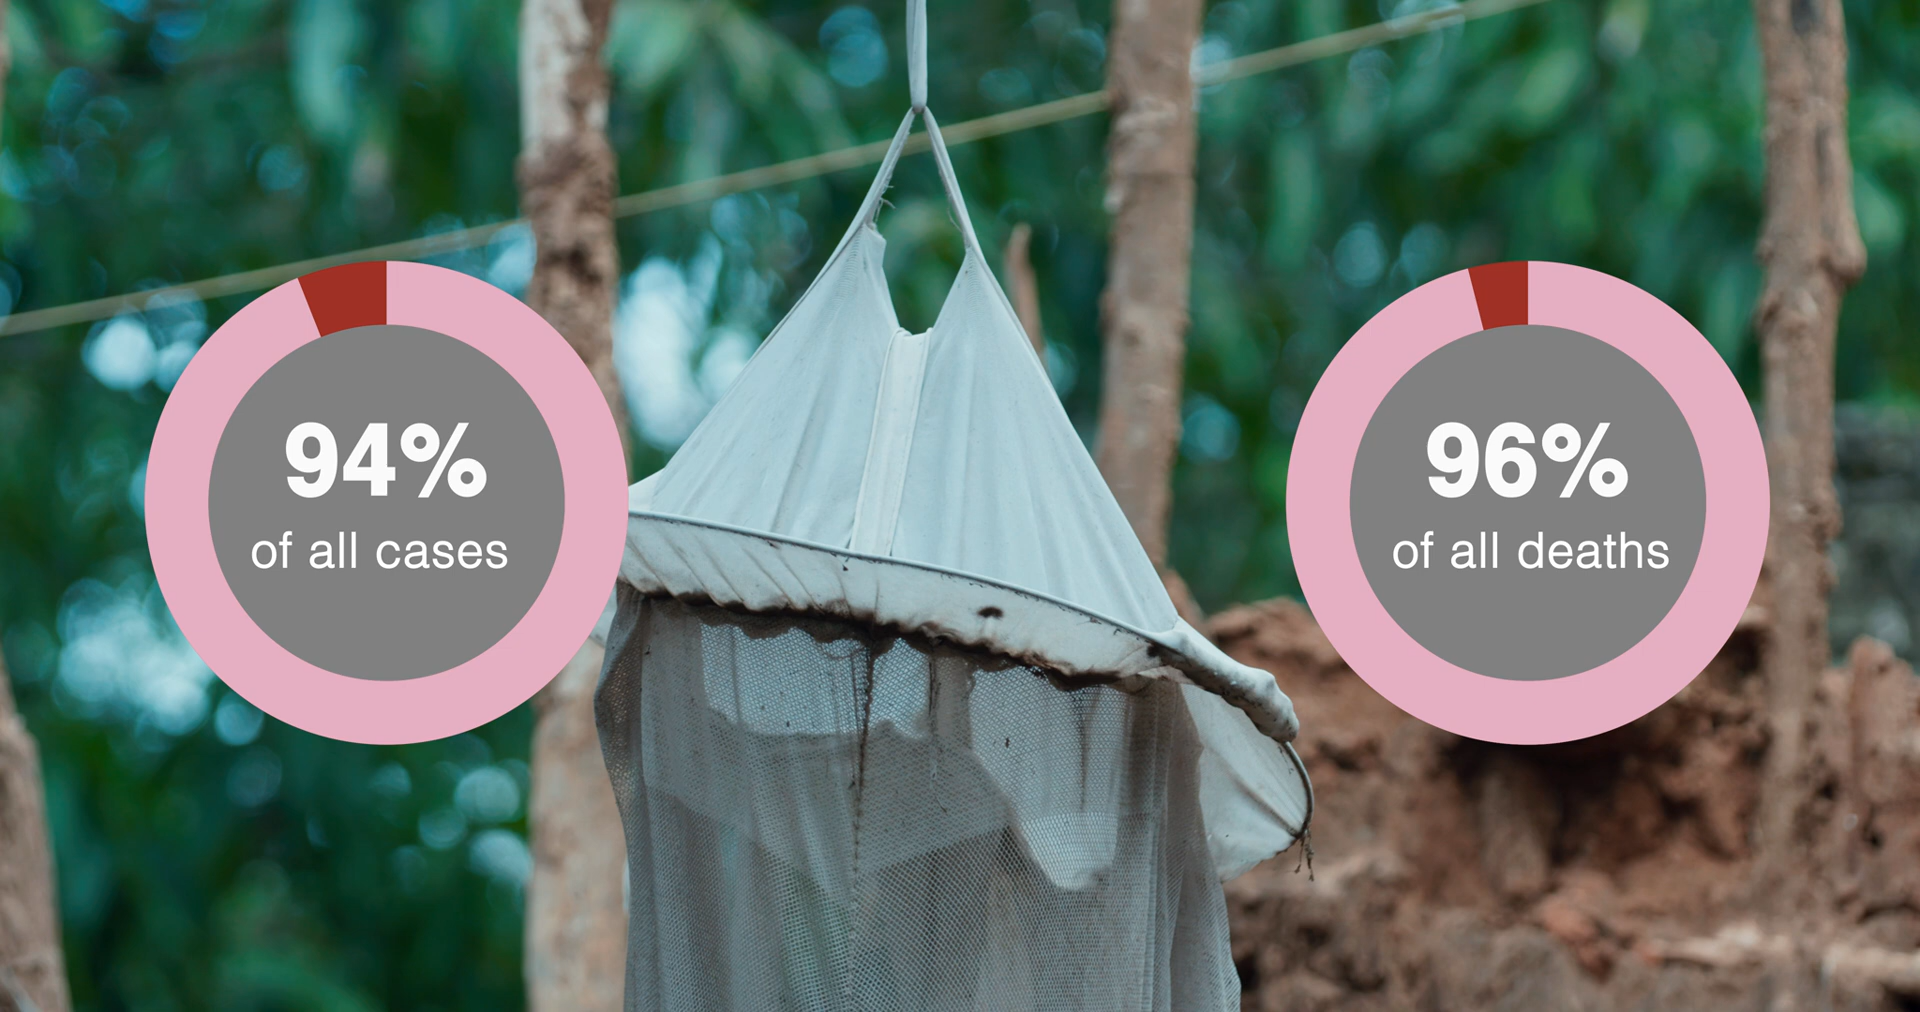 94%
of all cases
96%
of all deaths